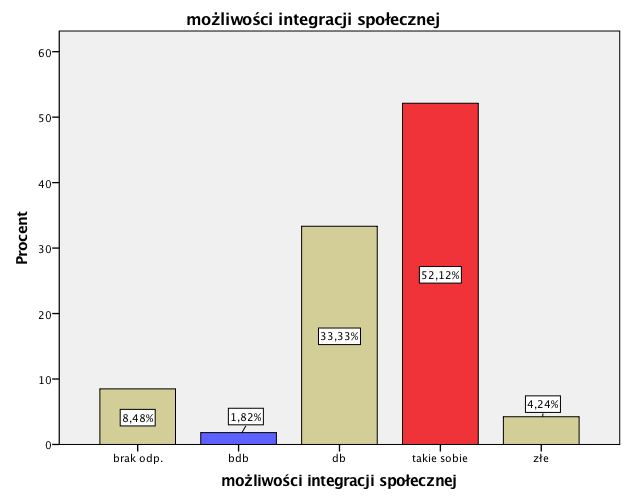 możliwości integracji społecznej
Procent
60
50
40
30
20
10
0
8,48%
1,82%
33,33%
52,12%
4,24%
brak odp.
bdb
db
takie sobie
złe
możliwości integracji społecznej